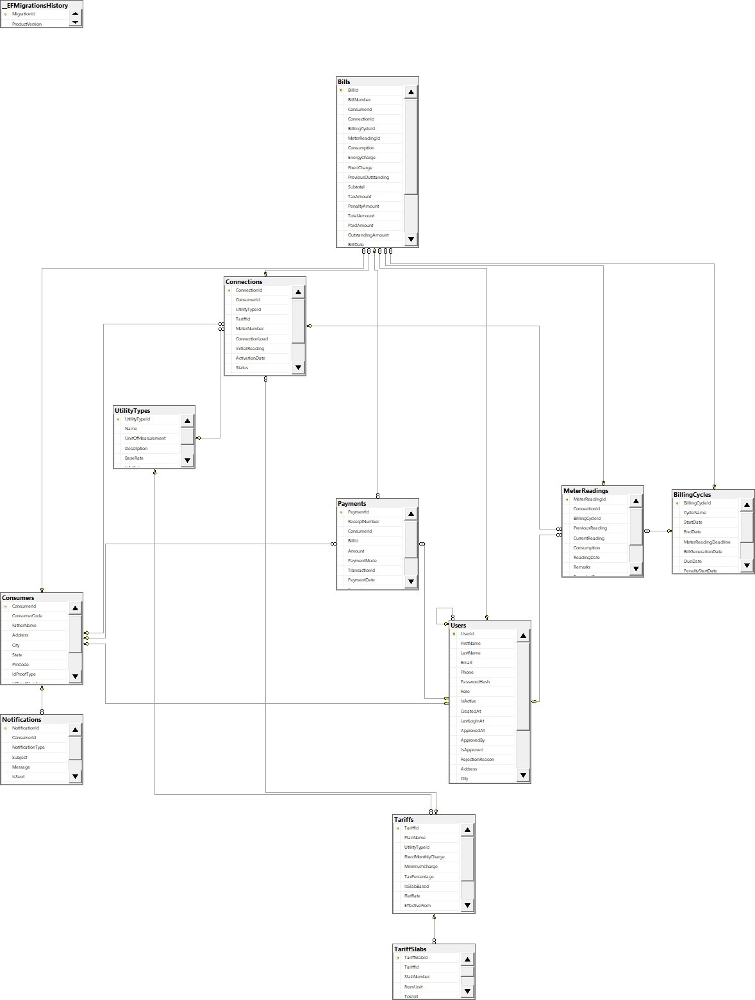 __EFMigrationsHistory
MigrationId
ProductVersion
Bills
BillId
BillNumber
ConsumerId
ConnectionId
BillingCycleId
MeterReadingId
Consumption
EnergyCharge
FixedCharge
PreviousOutstanding
Subtotal
TaxAmount
PenaltyAmount
TotalAmount
PaidAmount
OutstandingAmount
BillDate
Connections
ConnectionId
ConsumerId
UtilityTypeId
TariffId
MeterNumber
ConnectionLoad
InitialReading
ActivationDate
Status
UtilityTypes
UtilityTypeId
Name
UnitOfMeasurement
Description
BaseRate
Payments
PaymentId
ReceiptNumber
ConsumerId
BillId
Amount
PaymentMode
TransactionId
PaymentDate
MeterReadings
MeterReadingId
ConnectionId
BillingCycleId
PreviousReading
CurrentReading
Consumption
ReadingDate
Remarks
BillingCycles
BillingCycleId
CycleName
StartDate
EndDate
MeterReadingDeadline
BillGenerationDate
DueDate
PenaltyStartDate
Consumers
ConsumerId
ConsumerCode
FatherName
Address
City
State
PinCode
IdProofType
Users
UserId
FirstName
LastName
Email
Phone
PasswordHash
Role
IsActive
CreatedAt
LastLoginAt
ApprovedAt
ApprovedBy
IsApproved
RejectionReason
Address
City
Notifications
NotificationId
ConsumerId
NotificationType
Subject
Message
IsSent
Tariffs
TariffId
PlanName
UtilityTypeId
FixedMonthlyCharge
MinimumCharge
TaxPercentage
IsSlabBased
FlatRate
EffectiveFrom
TariffSlabs
TariffSlabId
TariffId
SlabNumber
FromUnit
ToUnit